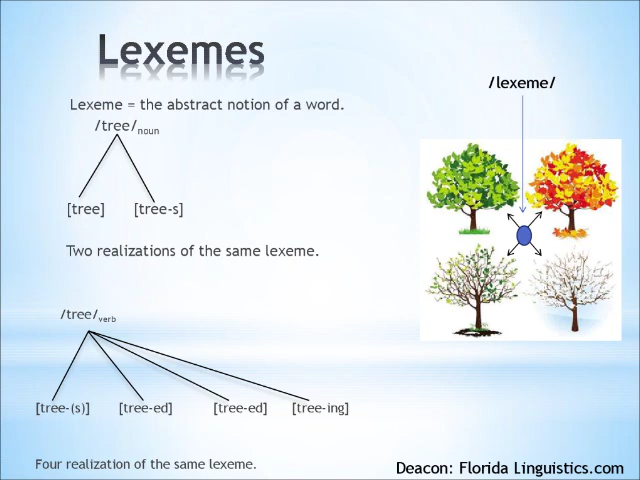 Lexemes
/lexeme/
Lexeme = the abstract notion of a word.
/tree/noun
[tree] [tree-s]
Two realizations of the same lexeme.
/tree/verb
[tree-(s)] [tree-ed] [tree-ed] [tree-ing]
Four realization of the same lexeme.
Deacon: Florida Linguistics.com